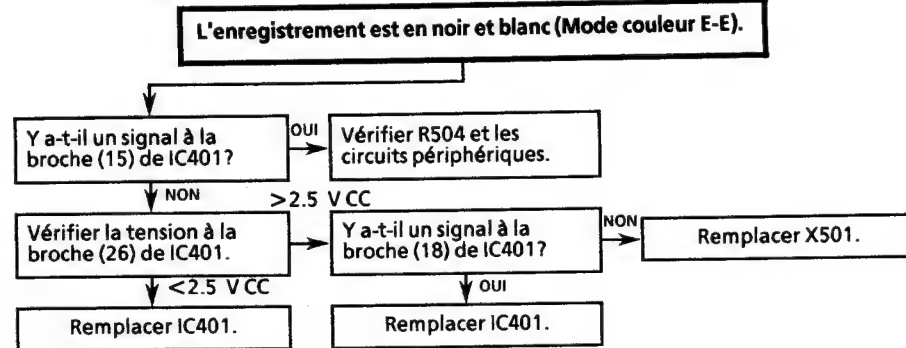 L'enregistrement est en noir et blanc (Mode couleur E-E).
Y a-t-il un signal à la
broche (15) de IC401?
OUI
Vérifier R504 et les
circuits périphériques.
NON
>2.5 V CC
Vérifier la tension à la
broche (26) de IC401.
Y a-t-il un signal à la
broche (18) de IC401?
NON
Remplacer X501.
<2.5 V CC
OUI
Remplacer IC401.
Remplacer IC401.